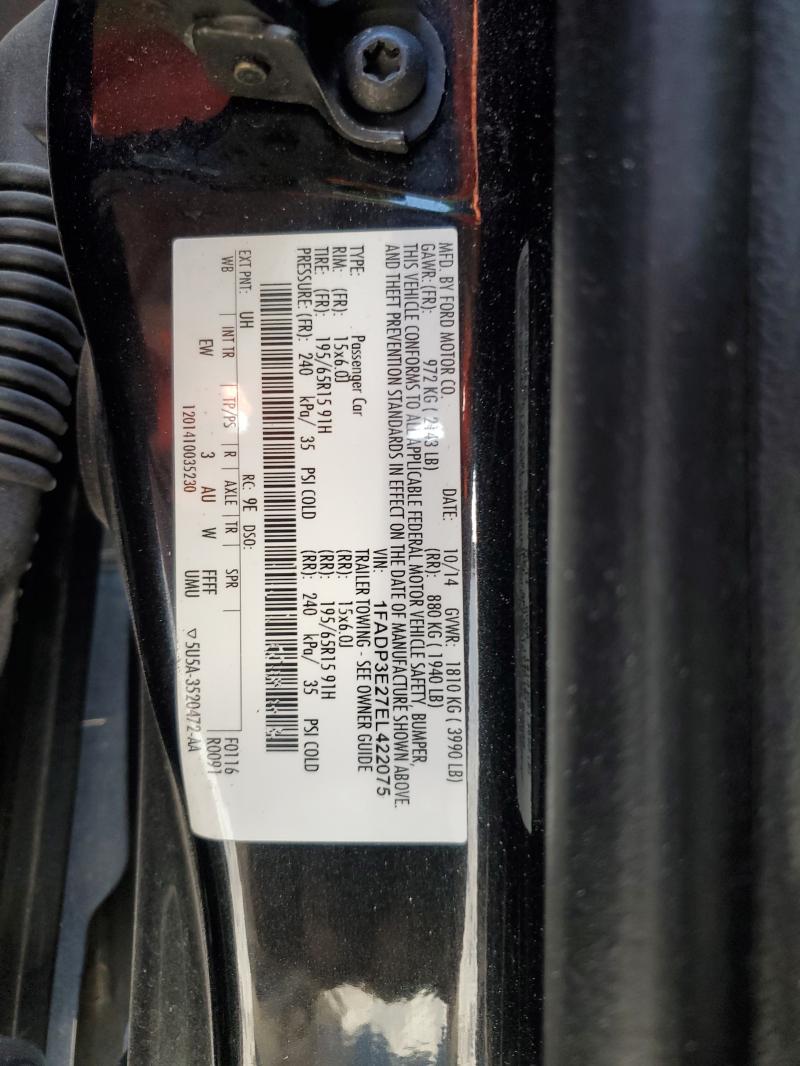 MFD. BY FORD MOTOR CO. DATE: 10/14 GVWR: 1810 KG ( 3990 LB)
GAWR: (FR): 972 KG ( 2143 LB) (RR): 880 KG ( 1940 LB)
THIS VEHICLE CONFORMS TO ALL APPLICABLE FEDERAL MOTOR VEHICLE SAFETY, BUMPER,
AND THEFT PREVENTION STANDARDS IN EFFECT ON THE DATE OF MANUFACTURE SHOWN ABOVE.
VIN: 1FADP3E27EL422075
TYPE: Passenger Car TRAILER TOWING - SEE OWNER GUIDE
RIM: (FR): 15x6.0J (RR): 15x6.0J
TIRE: (FR): 195/65R15 91H (RR): 195/65R15 91H
PRESSURE: (FR): 240 kPa/ 35 PSI COLD (RR): 240 kPa/ 35 PSI COLD
EXT PNT: UH RC: 9E DSO: F0116
WB INT TR TP/PS R AXLE TR SPR R0091
EW 3 AU W FFFF
1201410035230 UMU ▽ 5U5A-3520472-AA